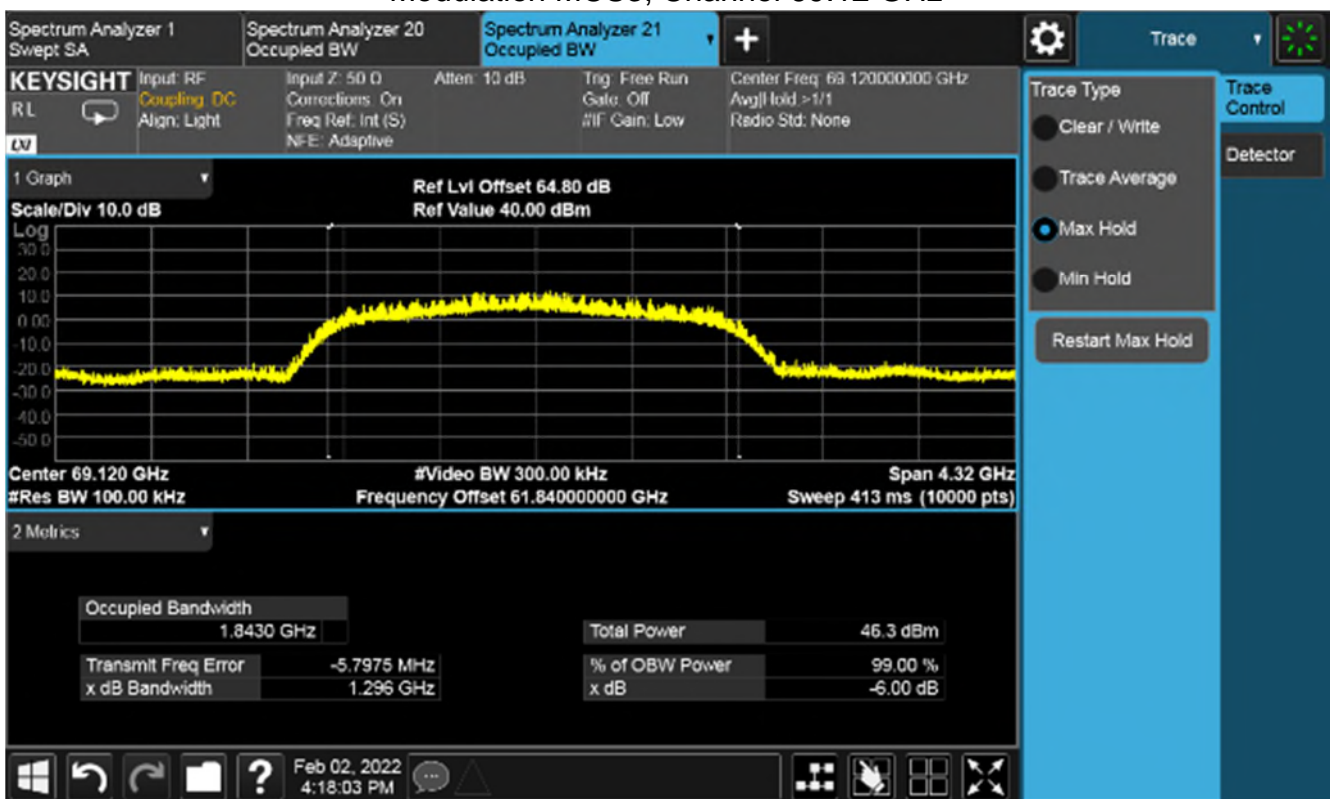 Spectrum Analyzer 1
Swept SA
Spectrum Analyzer 20
Occupied BW
Spectrum Analyzer 21
Occupied BW
Trace
KEYSIGHT
RL
LXI
Input: RF
Coupling: DC
Align: Light
Input Z: 50 Ω
Corrections: On
Freq Ref: Int (S)
NFE: Adaptive
Atten: 10 dB
Trig: Free Run
Gate: Off
#IF Gain: Low
Center Freq: 69.120000000 GHz
Avg|Hold:>1/1
Radio Std: None
1 Graph
Scale/Div 10.0 dB
Ref Lvl Offset 64.80 dB
Ref Value 40.00 dBm
Log
30.0
20.0
10.0
0.00
-10.0
-20.0
-30.0
-40.0
-50.0
Center 69.120 GHz
#Res BW 100.00 kHz
#Video BW 300.00 kHz
Frequency Offset 61.840000000 GHz
Span 4.32 GHz
Sweep 413 ms (10000 pts)
2 Metrics
Occupied Bandwidth
1.8430 GHz
Transmit Freq Error -5.7975 MHz
x dB Bandwidth 1.296 GHz
Total Power 46.3 dBm
% of OBW Power 99.00 %
x dB -6.00 dB
Trace Type
Clear / Write
Trace Average
Max Hold
Min Hold
Restart Max Hold
Trace
Control
Detector
?
Feb 02, 2022
4:18:03 PM